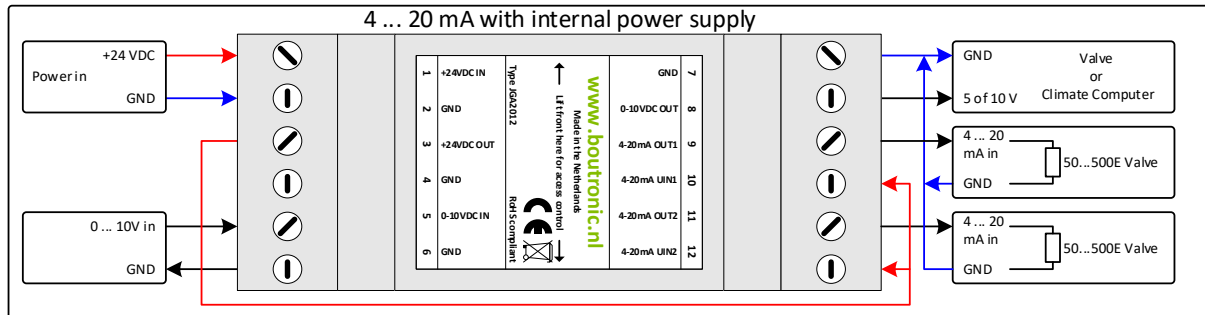 4 ... 20 mA with internal power supply
+24 VDC
Power in
GND
0 ... 10V in
GND
1 +24VDC IN
2 GND
3 +24VDC OUT
4 GND
5 0-10VDC IN
6 GND
Type JGA2012
RoHS compliant
Lift front here for access control
Made in the Netherlands
www.boutronic.nl
GND 7
0-10VDC OUT 8
4-20mA OUT1 9
4-20mA UIN1 10
4-20mA OUT2 11
4-20mA UIN2 12
GND
Valve
or
5 of 10 V
Climate Computer
4 ... 20
mA in
50...500E Valve
GND
4 ... 20
mA in
50...500E Valve
GND